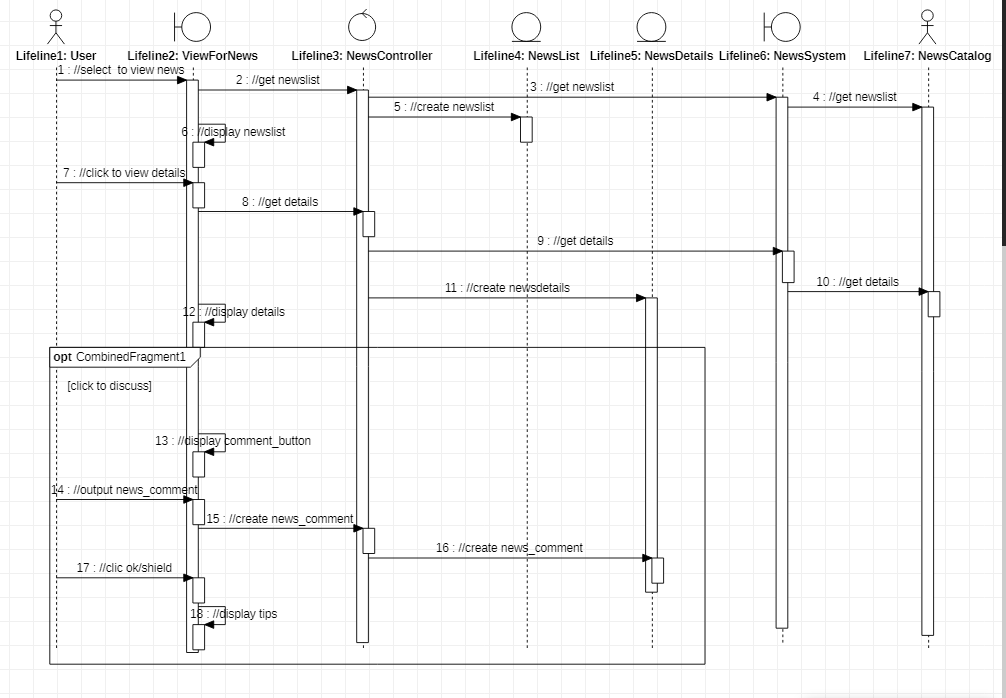 Lifeline1: User
Lifeline2: ViewForNews
Lifeline3: NewsController
Lifeline4: NewsList
Lifeline5: NewsDetails
Lifeline6: NewsSystem
Lifeline7: NewsCatalog
1 : //select to view news
2 : //get newslist
3 : //get newslist
4 : //get newslist
5 : //create newslist
6 : //display newslist
7 : //click to view details
8 : //get details
9 : //get details
10 : //get details
11 : //create newsdetails
12 : //display details
opt CombinedFragment1
[click to discuss]
13 : //display comment_button
14 : //output news_comment
15 : //create news_comment
16 : //create news_comment
17 : //clic ok/shield
18 : //display tips